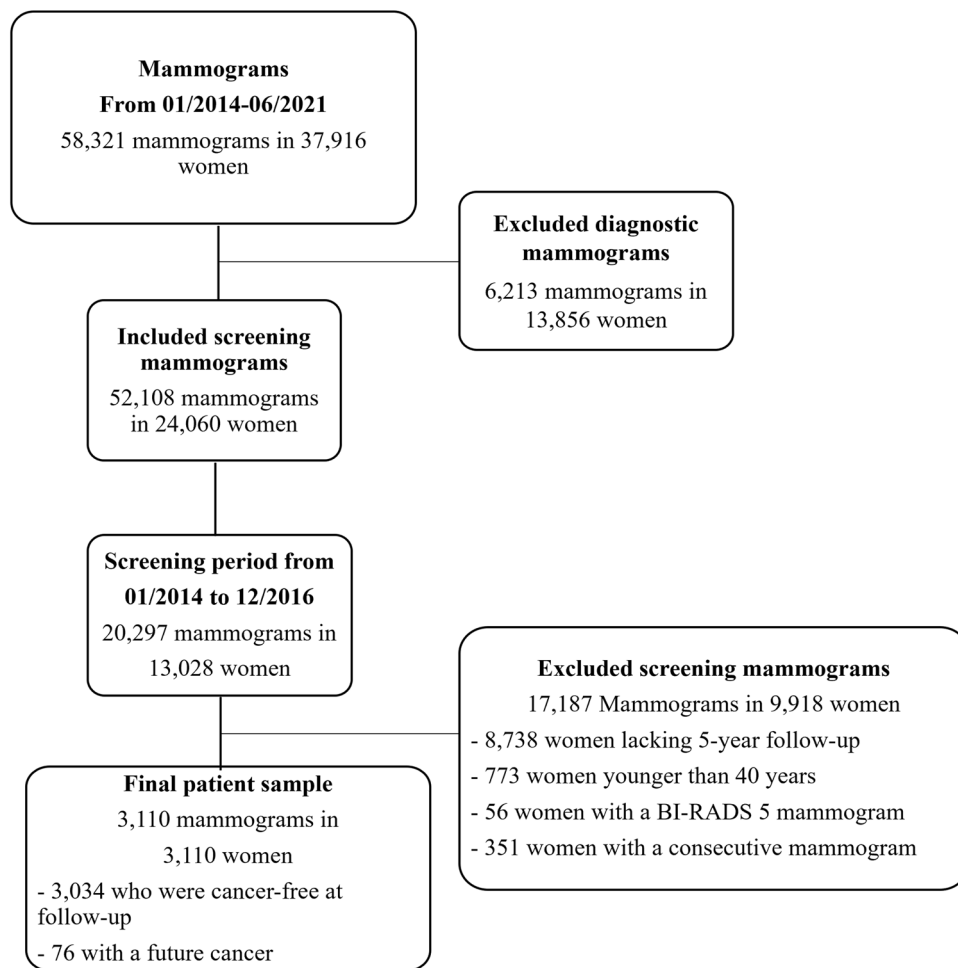 Mammograms
From 01/2014-06/2021
58,321 mammograms in 37,916
women
Excluded diagnostic
mammograms
6,213 mammograms in
13,856 women
Included screening
mammograms
52,108 mammograms
in 24,060 women
Screening period from
01/2014 to 12/2016
20,297 mammograms in
13,028 women
Excluded screening mammograms
17,187 Mammograms in 9,918 women
- 8,738 women lacking 5-year follow-up
- 773 women younger than 40 years
- 56 women with a BI-RADS 5 mammogram
- 351 women with a consecutive mammogram
Final patient sample
3,110 mammograms in
3,110 women
- 3,034 who were cancer-free at
follow-up
- 76 with a future cancer